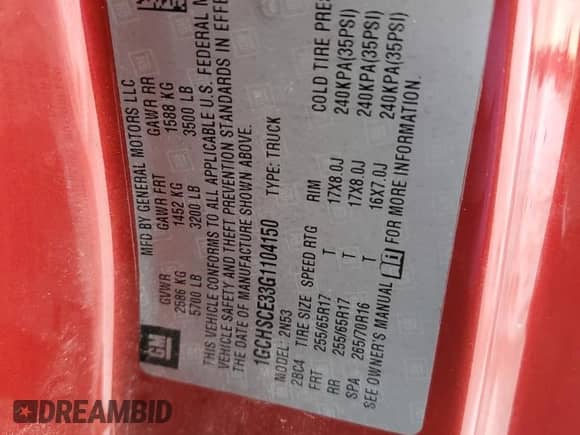 MFD BY GENERAL MOTORS LLC
GVWR GAWR FRT GAWR RR
2586 KG 1452 KG 1588 KG
5700 LB 3200 LB 3500 LB
THIS VEHICLE CONFORMS TO ALL APPLICABLE U.S. FEDERAL M
VEHICLE SAFETY AND THEFT PREVENTION STANDARDS IN EFFE
THE DATE OF MANUFACTURE SHOWN ABOVE.
1GCHSCE33G1104150 TYPE: TRUCK
MODEL: 2N53
2BC4 TIRE SIZE SPEED RTG RIM COLD TIRE PRE
FRT 255/65R17 T 17X8.0J 240KPA(35PSI)
RR 255/65R17 T 17X8.0J 240KPA(35PSI)
SPA 265/70R16 T 16X7.0J 240KPA(35PSI)
SEE OWNER'S MANUAL i FOR MORE INFORMATION.
GM
DREAMBID